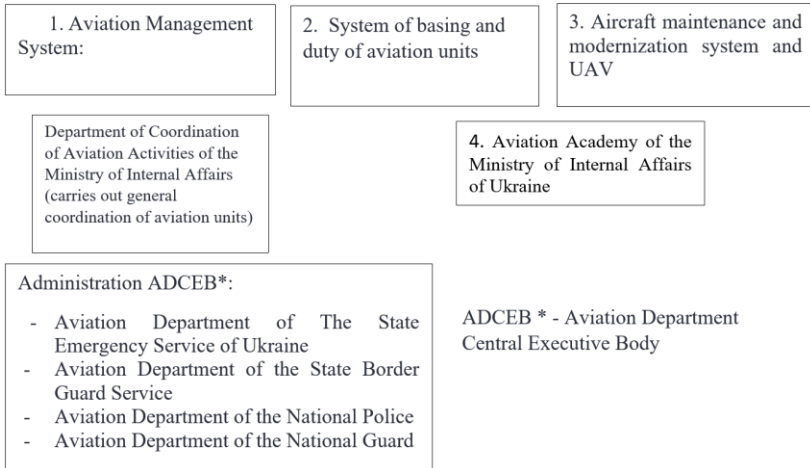 1. Aviation Management
System:
2. System of basing and
duty of aviation units
3. Aircraft maintenance and
modernization system and
UAV
Department of Coordination
of Aviation Activities of the
Ministry of Internal Affairs
(carries out general
coordination of aviation units)
4. Aviation Academy of the
Ministry of Internal Affairs
of Ukraine
Administration ADCEB*:
- Aviation Department of The State
Emergency Service of Ukraine
- Aviation Department of the State Border
Guard Service
- Aviation Department of the National Police
- Aviation Department of the National Guard
ADCEB * - Aviation Department
Central Executive Body